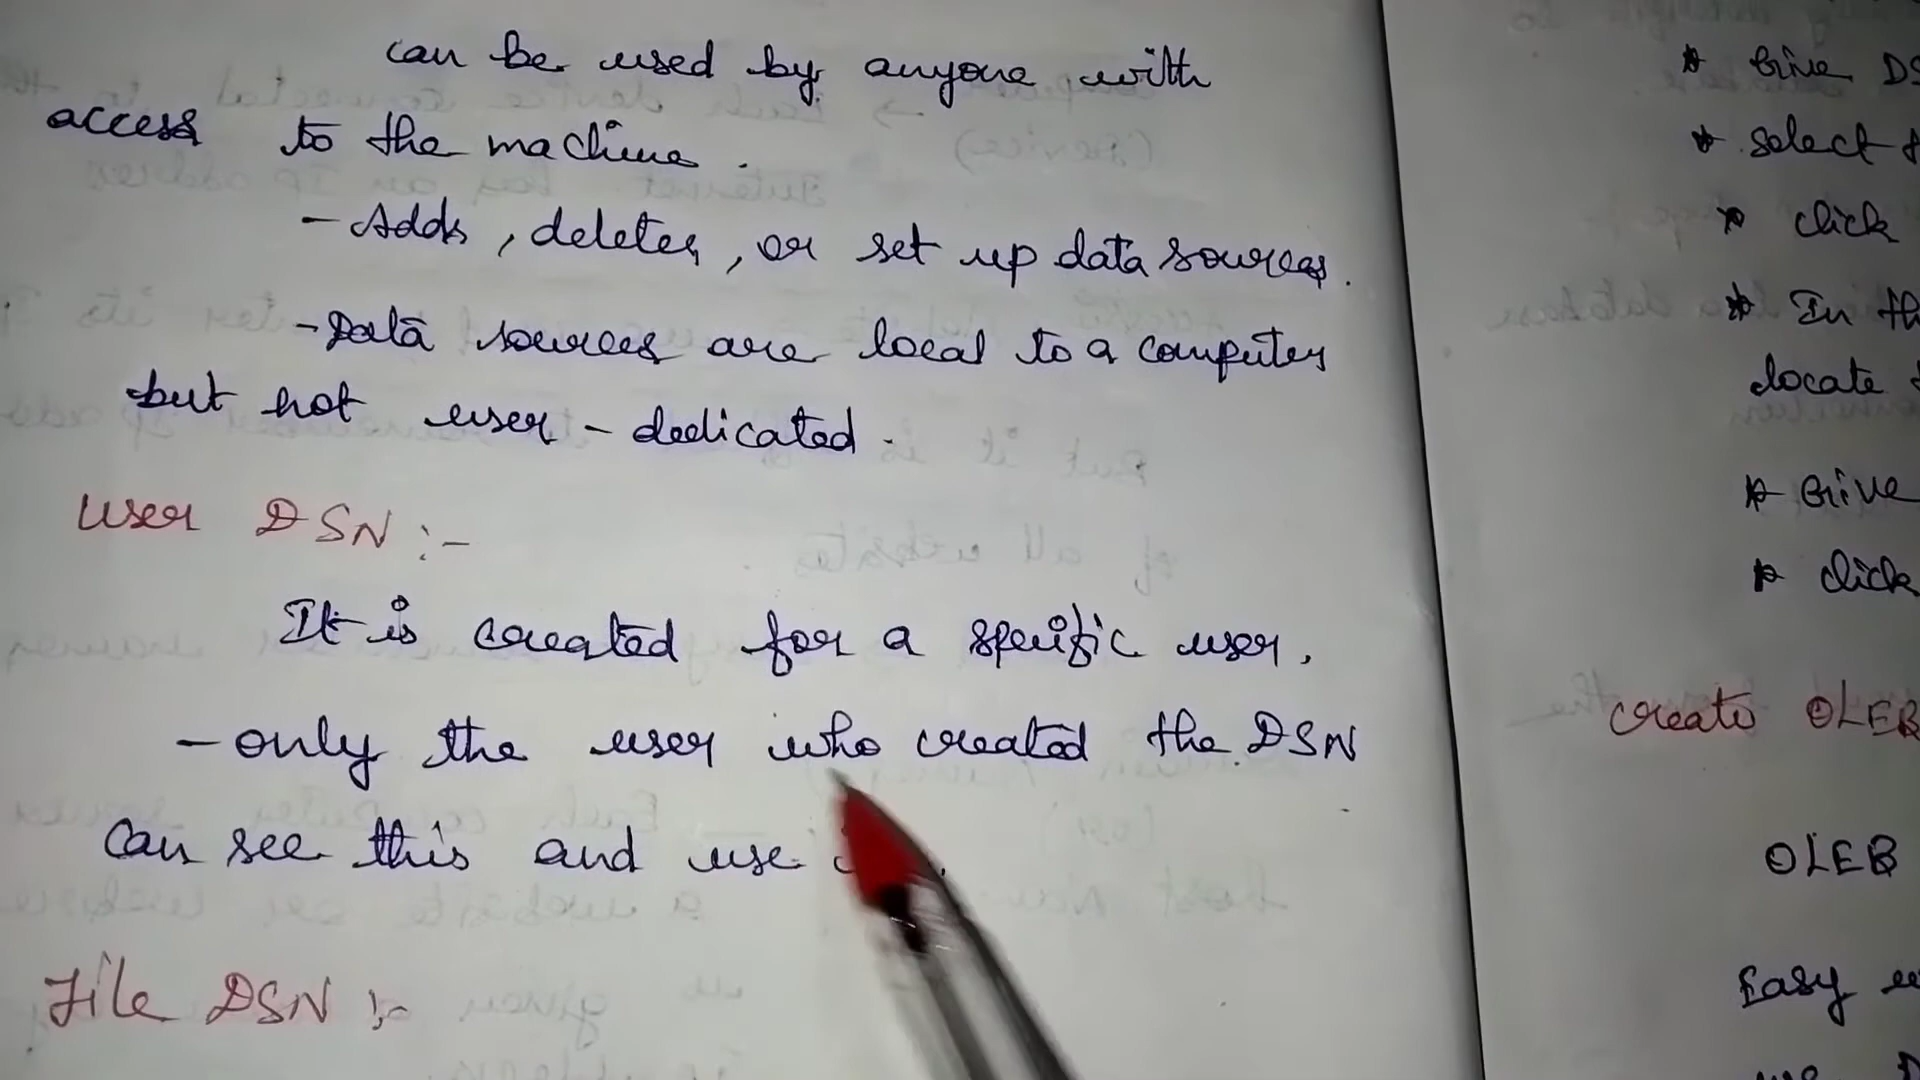 can be used by anyone with
access to the machine.
- Adds, deletes, or set up data sources.
- Data sources are local to a computer
but not user - dedicated.
User DSN :-
It is created for a specific user.
- only the user who created the DSN
can see this and use
File DSN :-
* Give DS
* select
* click
* In th
locate
* Give
* click
create OLEB
OLEB
Easy